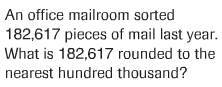 An office mailroom sorted
182,617 pieces of mail last year.
What is 182,617 rounded to the
nearest hundred thousand?